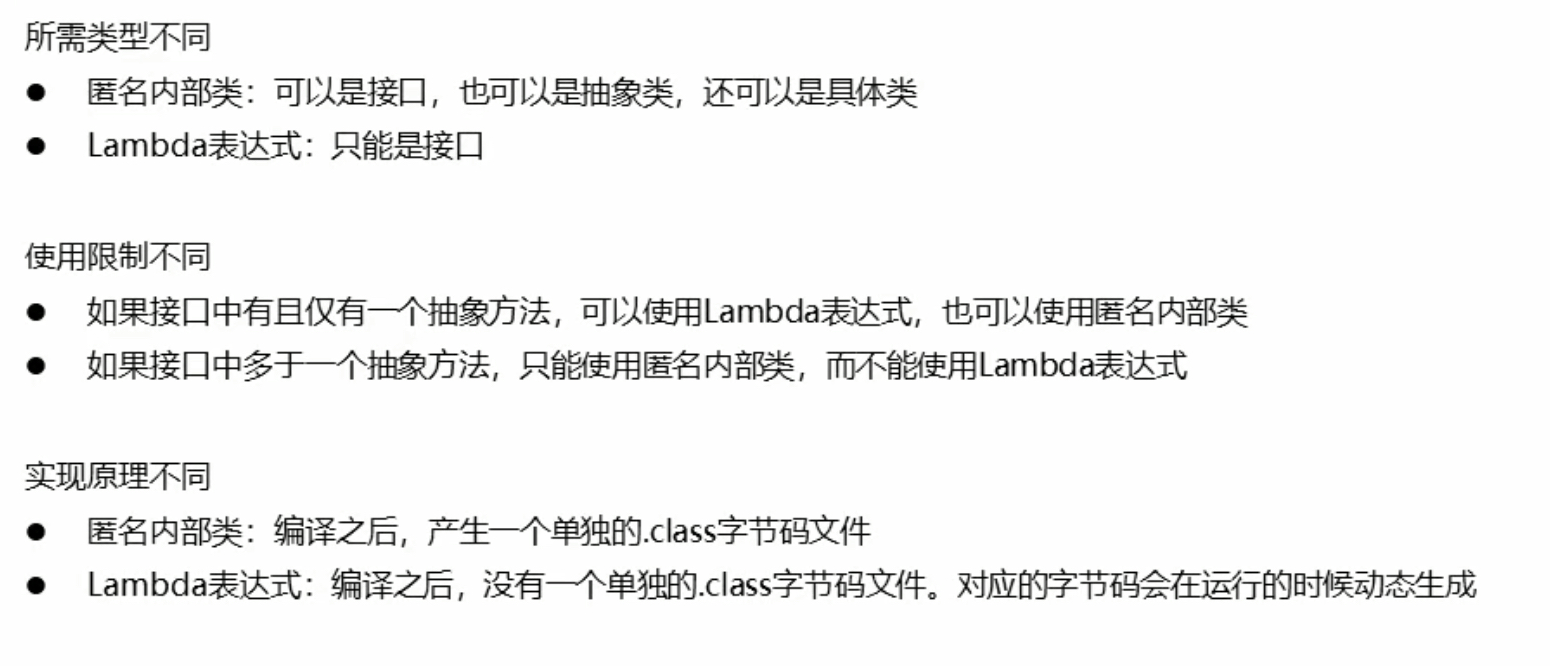 所需类型不同
● 匿名内部类：可以是接口，也可以是抽象类，还可以是具体类
● Lambda表达式：只能是接口
使用限制不同
● 如果接口中有且仅有一个抽象方法，可以使用Lambda表达式，也可以使用匿名内部类
● 如果接口中多于一个抽象方法，只能使用匿名内部类，而不能使用Lambda表达式
实现原理不同
● 匿名内部类：编译之后，产生一个单独的.class字节码文件
● Lambda表达式：编译之后，没有一个单独的.class字节码文件。对应的字节码会在运行的时候动态生成